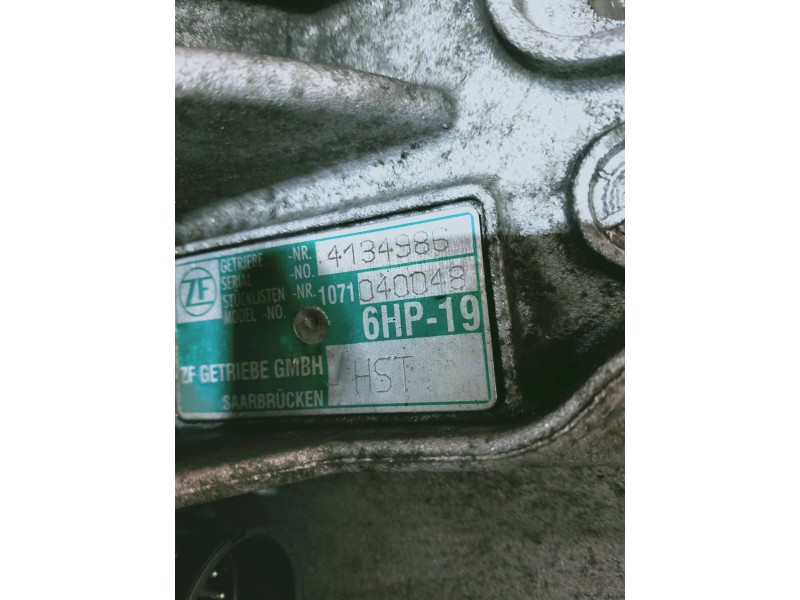 GETRIEBE -NR. 4134986
SERIAL -NO.
ZF
STÜCKLISTEN -NR. 1071 040048
MODEL -NO.
6HP-19
ZF GETRIEBE GMBH HST
SAARBRÜCKEN